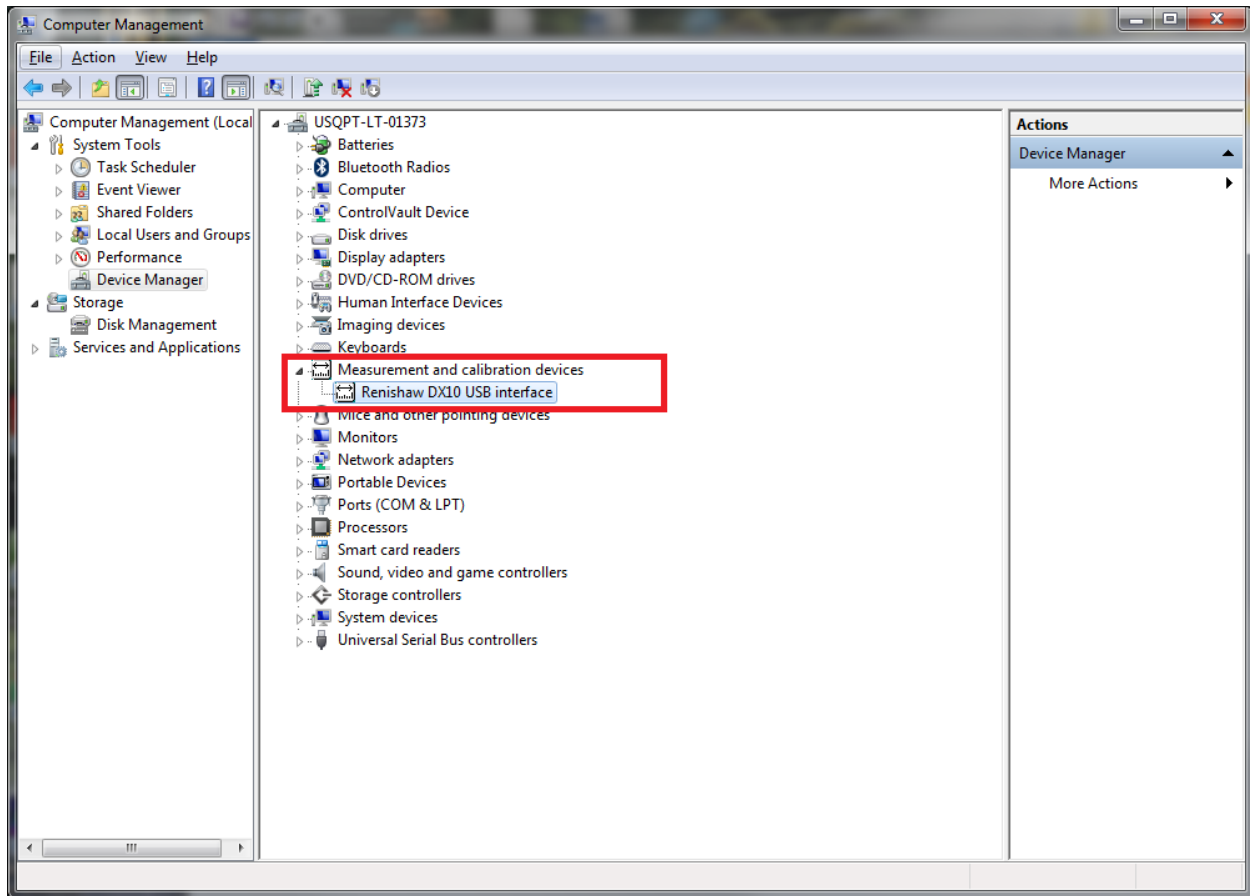 Computer Management
File Action View Help
Computer Management (Local
System Tools
Task Scheduler
Event Viewer
Shared Folders
Local Users and Groups
Performance
Device Manager
Storage
Disk Management
Services and Applications
USQPT-LT-01373
Batteries
Bluetooth Radios
Computer
ControlVault Device
Disk drives
Display adapters
DVD/CD-ROM drives
Human Interface Devices
Imaging devices
Keyboards
Measurement and calibration devices
Renishaw DX10 USB interface
Mice and other pointing devices
Monitors
Network adapters
Portable Devices
Ports (COM & LPT)
Processors
Smart card readers
Sound, video and game controllers
Storage controllers
System devices
Universal Serial Bus controllers
Actions
Device Manager
More Actions